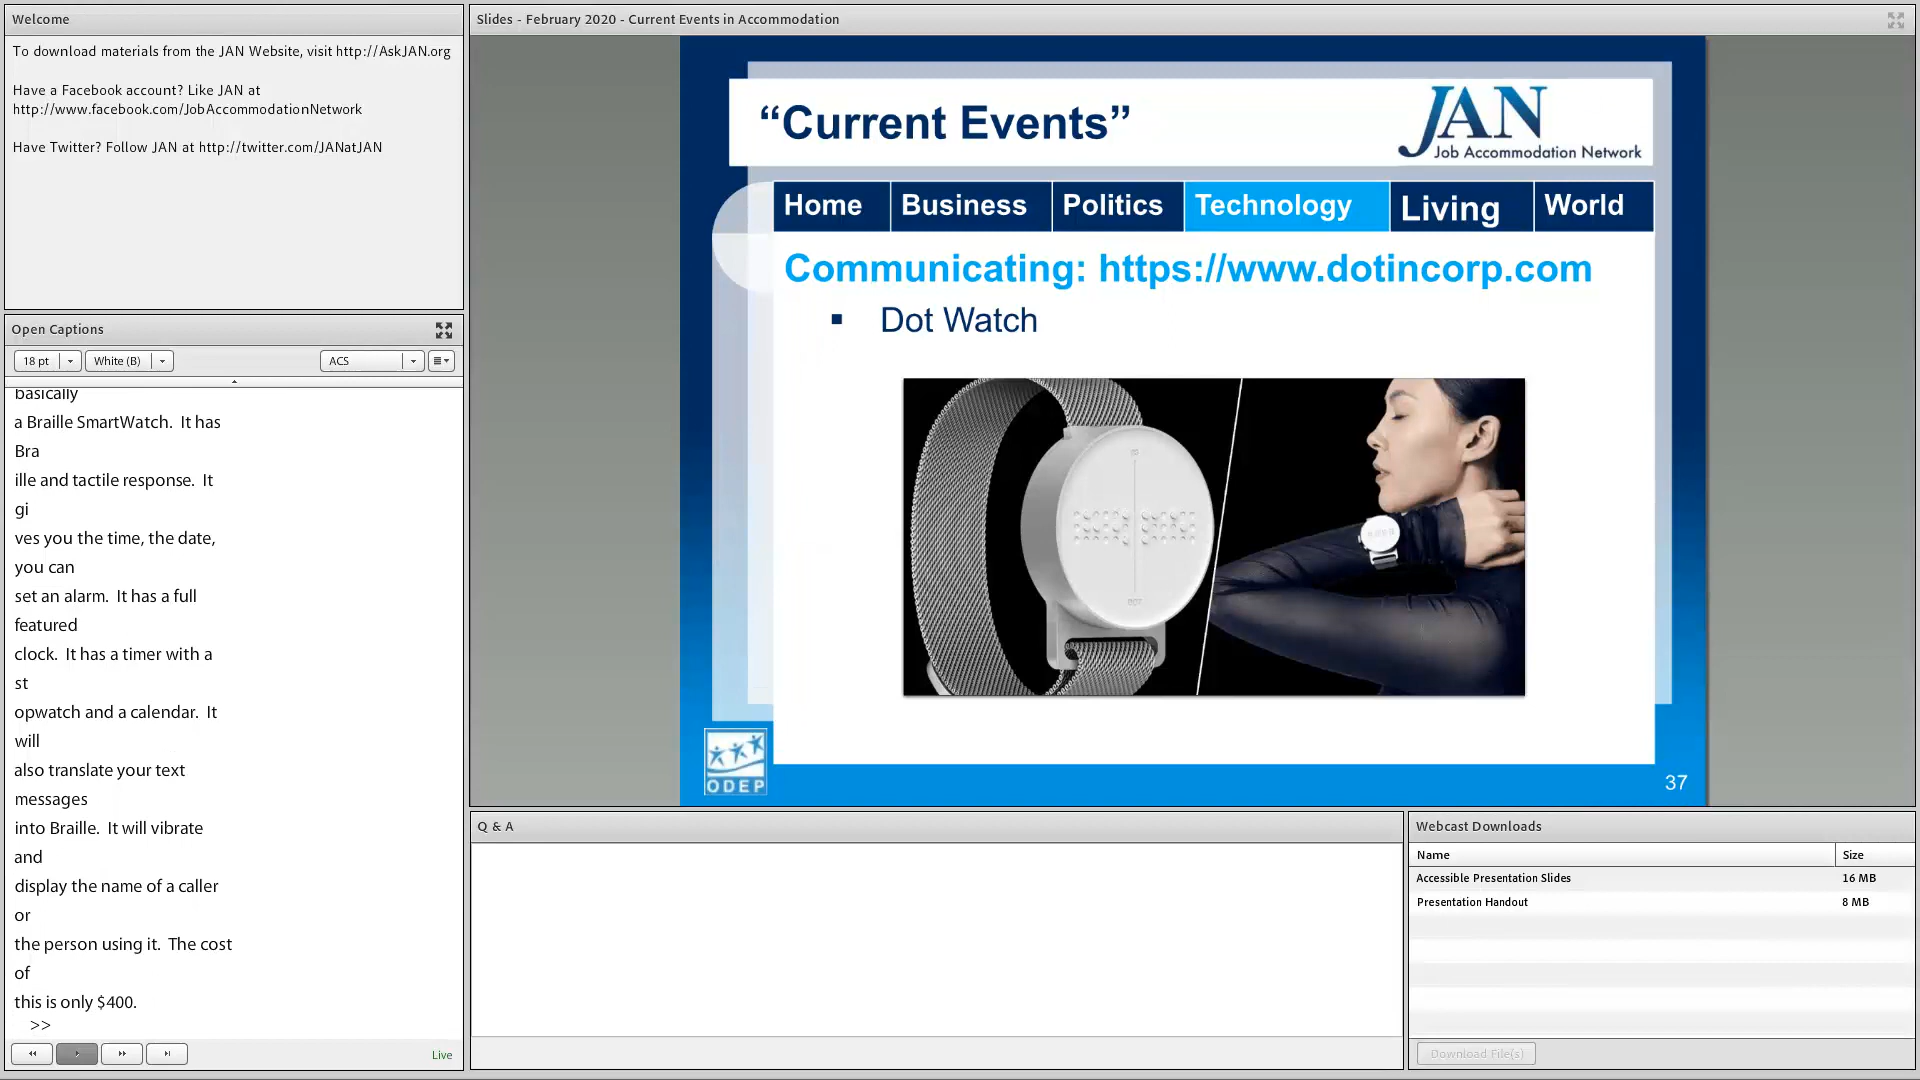 Welcome
To download materials from the JAN Website, visit http://AskJAN.org
Have a Facebook account? Like JAN at
http://www.facebook.com/JobAccommodationNetwork
Have Twitter? Follow JAN at http://twitter.com/JANatJAN
Open Captions
18 pt
White (B)
ACS
basically
a Braille SmartWatch.  It has
Bra
ille and tactile response.  It
gi
ves you the time, the date,
you can
set an alarm.  It has a full
featured
clock.  It has a timer with a
st
opwatch and a calendar.  It
will
also translate your text
messages
into Braille.  It will vibrate
and
display the name of a caller
or
the person using it.  The cost
of
this is only $400.
>>
Live
Slides - February 2020 - Current Events in Accommodation
“Current Events”
JAN
Job Accommodation Network
Home Business Politics Technology Living World
Communicating: https://www.dotincorp.com
▪ Dot Watch
ODEP
37
Q & A
Webcast Downloads
Name Size
Accessible Presentation Slides 16 MB
Presentation Handout 8 MB
Download File(s)